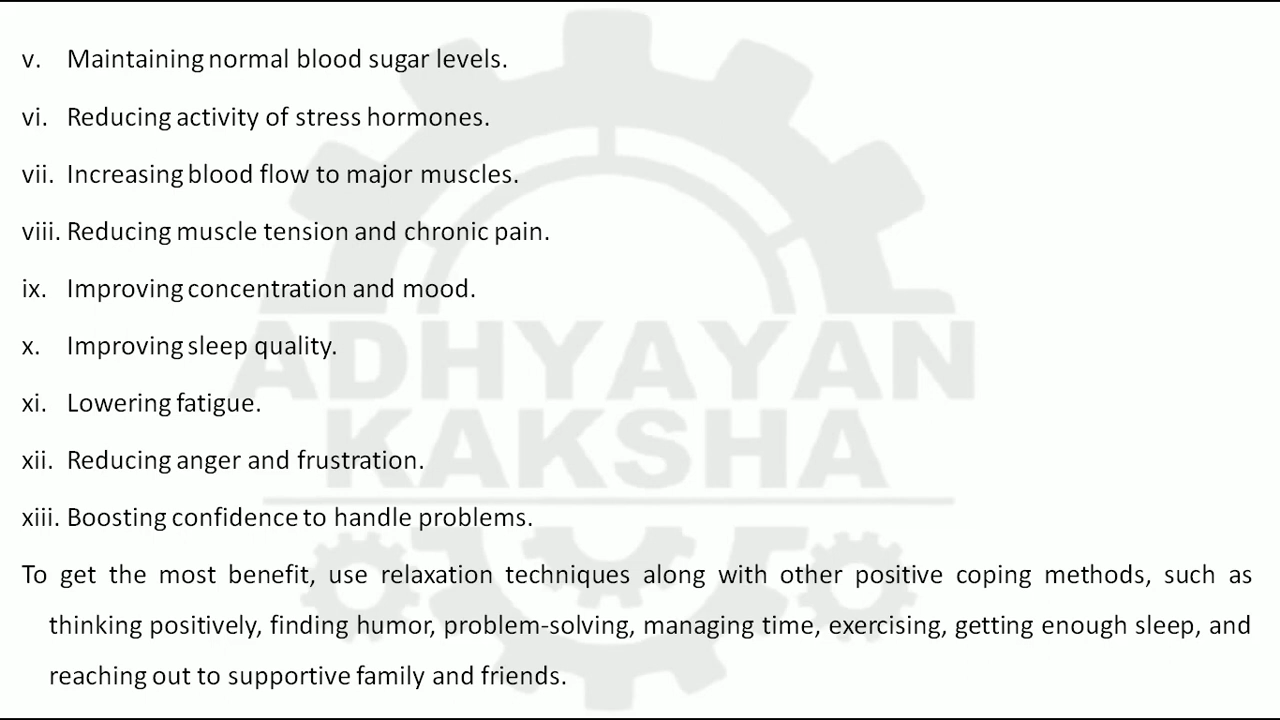 v. Maintaining normal blood sugar levels.
vi. Reducing activity of stress hormones.
vii. Increasing blood flow to major muscles.
viii. Reducing muscle tension and chronic pain.
ix. Improving concentration and mood.
x. Improving sleep quality.
ADHYAYAN
xi. Lowering fatigue.
KAKSHA
xii. Reducing anger and frustration.
xiii. Boosting confidence to handle problems.
To get the most benefit, use relaxation techniques along with other positive coping methods, such as
thinking positively, finding humor, problem-solving, managing time, exercising, getting enough sleep, and
reaching out to supportive family and friends.